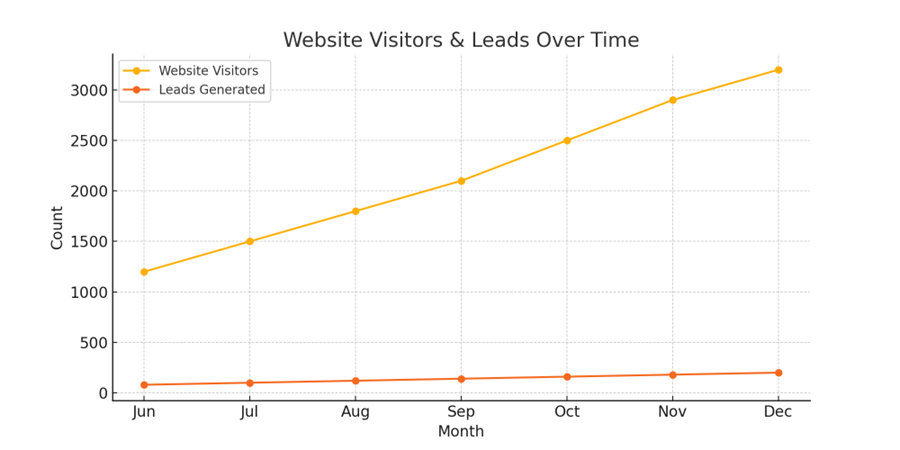 Website Visitors & Leads Over Time
Website Visitors
Leads Generated
3000
2500
2000
1500
1000
500
0
Count
Jun Jul Aug Sep Oct Nov Dec
Month